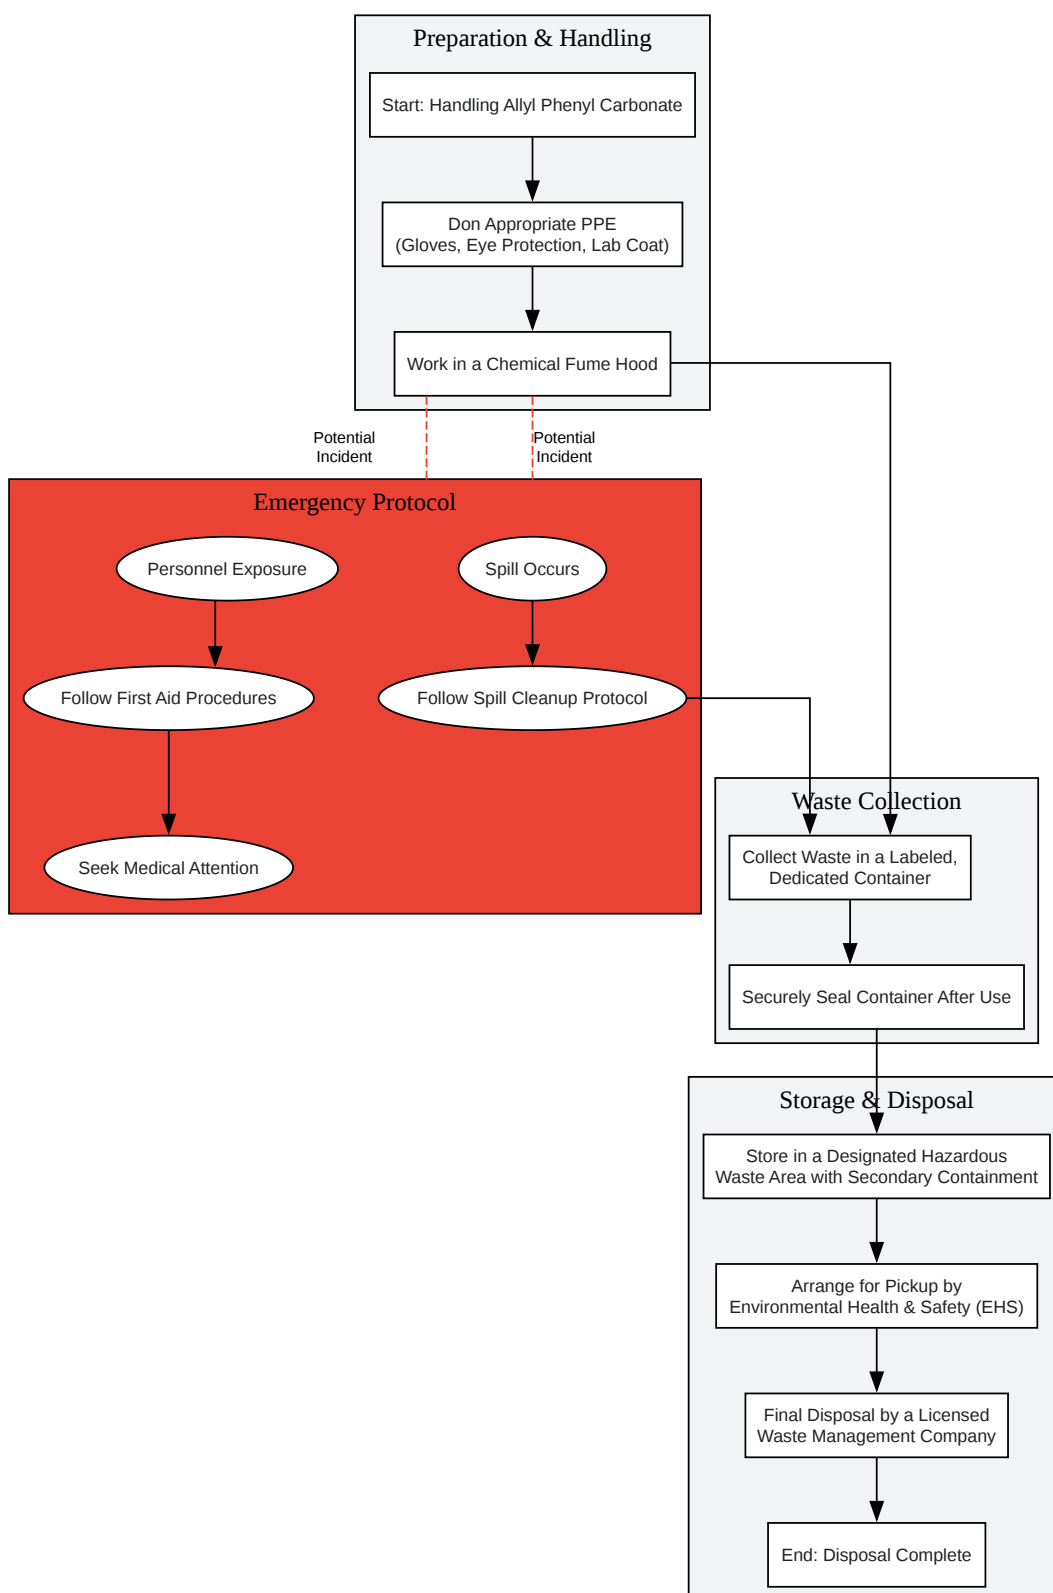 Preparation & Handling
Start: Handling Allyl Phenyl Carbonate
Don Appropriate PPE
(Gloves, Eye Protection, Lab Coat)
Work in a Chemical Fume Hood
Potential
Incident
Potential
Incident
Emergency Protocol
Personnel Exposure
Spill Occurs
Follow First Aid Procedures
Follow Spill Cleanup Protocol
Seek Medical Attention
Waste Collection
Collect Waste in a Labeled,
Dedicated Container
Securely Seal Container After Use
Storage & Disposal
Store in a Designated Hazardous
Waste Area with Secondary Containment
Arrange for Pickup by
Environmental Health & Safety (EHS)
Final Disposal by a Licensed
Waste Management Company
End: Disposal Complete